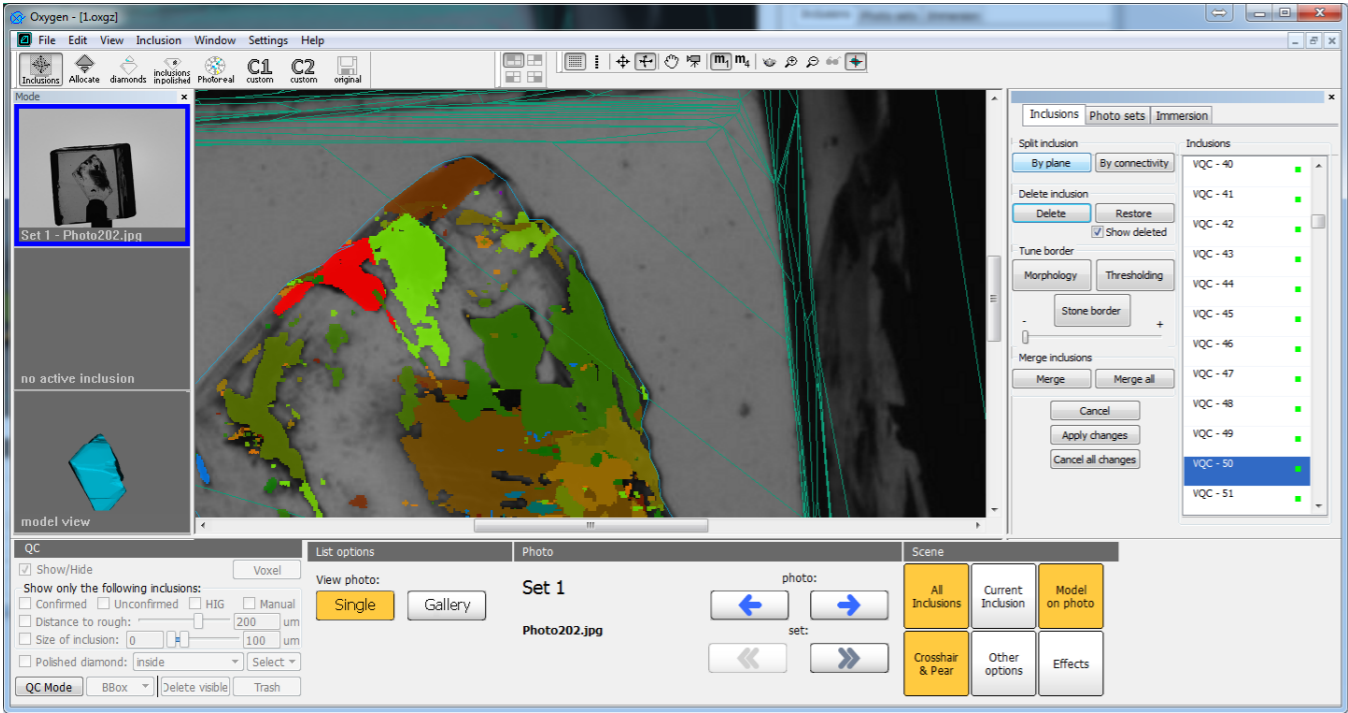 Oxygen - [1.oxgz]
File Edit View Inclusion Window Settings Help
Inclusions Allocate diamonds inclusions inpolished Photoreal C1 custom C2 custom original
m1 m4
Mode
Set 1 - Photo202.jpg
no active inclusion
model view
Inclusions Photo sets Immersion
Split inclusion
By plane By connectivity
Delete inclusion
Delete Restore
Show deleted
Tune border
Morphology Thresholding
Stone border
- +
Merge inclusions
Merge Merge all
Cancel
Apply changes
Cancel all changes
Inclusions
VQC - 40
VQC - 41
VQC - 42
VQC - 43
VQC - 44
VQC - 45
VQC - 46
VQC - 47
VQC - 48
VQC - 49
VQC - 50
VQC - 51
QC
Show/Hide Voxel
Show only the following inclusions:
Confirmed Unconfirmed HIG Manual
Distance to rough: 200 um
Size of inclusion: 0 100 um
Polished diamond: inside Select
QC Mode BBox Delete visible Trash
List options
View photo:
Single Gallery
Photo
Set 1
Photo202.jpg
photo:
set:
Scene
All Inclusions
Current Inclusion
Model on photo
Crosshair & Pear
Other options
Effects